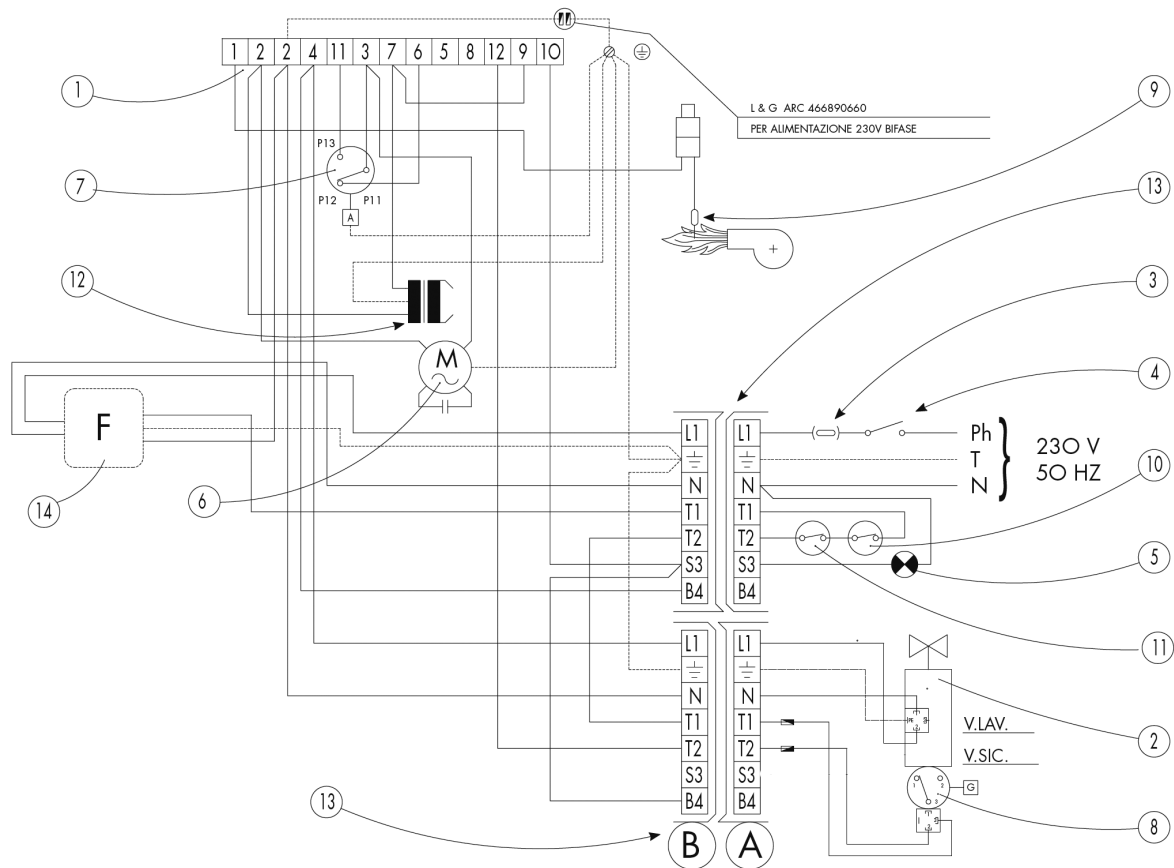 1 2 2 4 11 3 7 6 5 8 12 9 10
1
L & G ARC 466890660
PER ALIMENTAZIONE 230V BIFASE
9
P13
7
P12
P11
A
13
12
3
M
4
F
14
6
L1
N
T1
T2
S3
B4
L1
N
T1
T2
S3
B4
Ph
T
N
230 V
50 HZ
10
5
11
L1
N
T1
T2
S3
B4
L1
N
T1
T2
S3
B4
V.LAV.
V.SIC.
2
1
2
3
G
8
13
B
A